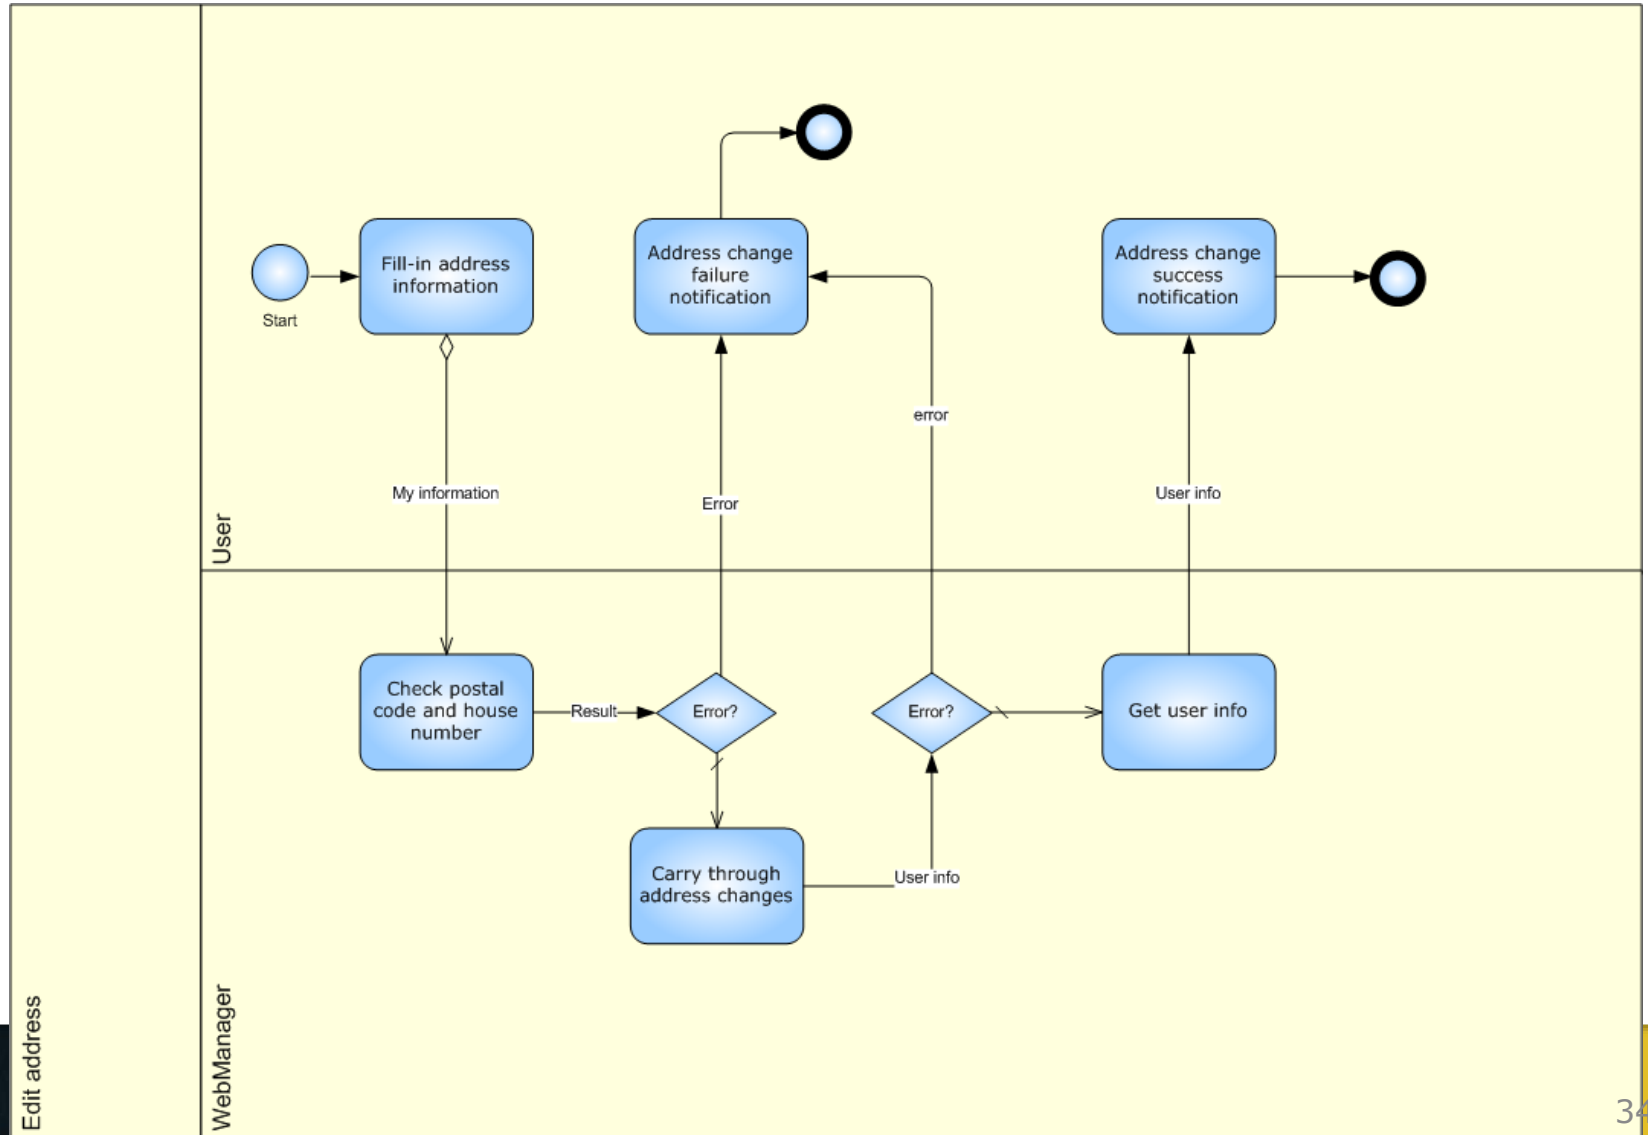 Edit address
User
WebManager
Start
Fill-in address
information
My information
Check postal
code and house
number
Result
Error?
Error
Address change
failure
notification
Carry through
address changes
User info
Error?
error
Get user info
User info
Address change
success
notification
34